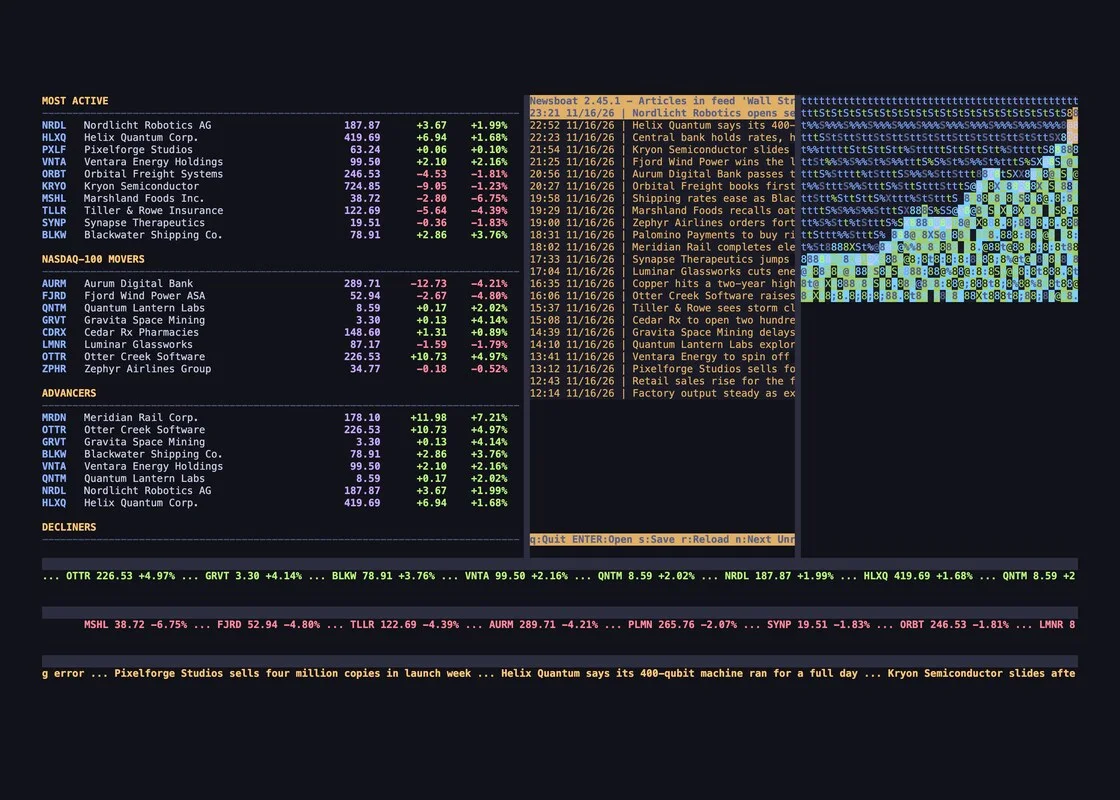 MOST ACTIVE
NRDL Nordlicht Robotics AG 187.87 +3.67 +1.99%
HLXQ Helix Quantum Corp. 419.69 +6.94 +1.68%
PXLF Pixelforge Studios 63.24 +0.06 +0.10%
VNTA Ventara Energy Holdings 99.50 +2.10 +2.16%
ORBT Orbital Freight Systems 246.53 −4.53 −1.81%
KRYO Kryon Semiconductor 724.85 −9.05 −1.23%
MSHL Marshland Foods Inc. 38.72 −2.80 −6.75%
TLLR Tiller & Rowe Insurance 122.69 −5.64 −4.39%
SYNP Synapse Therapeutics 19.51 −0.36 −1.83%
BLKW Blackwater Shipping Co. 78.91 +2.86 +3.76%
NASDAQ-100 MOVERS
AURM Aurum Digital Bank 289.71 −12.73 −4.21%
FJRD Fjord Wind Power ASA 52.94 −2.67 −4.80%
QNTM Quantum Lantern Labs 8.59 +0.17 +2.02%
GRVT Gravita Space Mining 3.30 +0.13 +4.14%
CDRX Cedar Rx Pharmacies 148.60 +1.31 +0.89%
LMNR Luminar Glassworks 87.17 −1.59 −1.79%
OTTR Otter Creek Software 226.53 +10.73 +4.97%
ZPHR Zephyr Airlines Group 34.77 −0.18 −0.52%
ADVANCERS
MRDN Meridian Rail Corp. 178.10 +11.98 +7.21%
OTTR Otter Creek Software 226.53 +10.73 +4.97%
GRVT Gravita Space Mining 3.30 +0.13 +4.14%
BLKW Blackwater Shipping Co. 78.91 +2.86 +3.76%
VNTA Ventara Energy Holdings 99.50 +2.10 +2.16%
QNTM Quantum Lantern Labs 8.59 +0.17 +2.02%
NRDL Nordlicht Robotics AG 187.87 +3.67 +1.99%
HLXQ Helix Quantum Corp. 419.69 +6.94 +1.68%
DECLINERS
Newsboat 2.45.1 − Articles in feed 'Wall Str
23:21 11/16/26 | Nordlicht Robotics opens se
22:52 11/16/26 | Helix Quantum says its 400−
22:23 11/16/26 | Central bank holds rates, h
21:54 11/16/26 | Kryon Semiconductor slides
21:25 11/16/26 | Fjord Wind Power wins the l
20:56 11/16/26 | Aurum Digital Bank passes t
20:27 11/16/26 | Orbital Freight books first
19:58 11/16/26 | Shipping rates ease as Blac
19:29 11/16/26 | Marshland Foods recalls oat
19:00 11/16/26 | Zephyr Airlines orders fort
18:31 11/16/26 | Palomino Payments to buy ri
18:02 11/16/26 | Meridian Rail completes ele
17:33 11/16/26 | Synapse Therapeutics jumps
17:04 11/16/26 | Luminar Glassworks cuts ene
16:35 11/16/26 | Copper hits a two−year high
16:06 11/16/26 | Otter Creek Software raises
15:37 11/16/26 | Tiller & Rowe sees storm cl
15:08 11/16/26 | Cedar Rx to open two hundre
14:39 11/16/26 | Gravita Space Mining delays
14:10 11/16/26 | Quantum Lantern Labs explor
13:41 11/16/26 | Ventara Energy to spin off
13:12 11/16/26 | Pixelforge Studios sells fo
12:43 11/16/26 | Retail sales rise for the f
12:14 11/16/26 | Factory output steady as ex
q:Quit ENTER:Open s:Save r:Reload n:Next Unr
... OTTR 226.53 +4.97% ... GRVT 3.30 +4.14% ... BLKW 78.91 +3.76% ... VNTA 99.50 +2.16% ... QNTM 8.59 +2.02% ... NRDL 187.87 +1.99% ... HLXQ 419.69 +1.68% ... QNTM 8.59 +2
MSHL 38.72 −6.75% ... FJRD 52.94 −4.80% ... TLLR 122.69 −4.39% ... AURM 289.71 −4.21% ... PLMN 265.76 −2.07% ... SYNP 19.51 −1.83% ... ORBT 246.53 −1.81% ... LMNR 8
g error ... Pixelforge Studios sells four million copies in launch week ... Helix Quantum says its 400−qubit machine ran for a full day ... Kryon Semiconductor slides afte